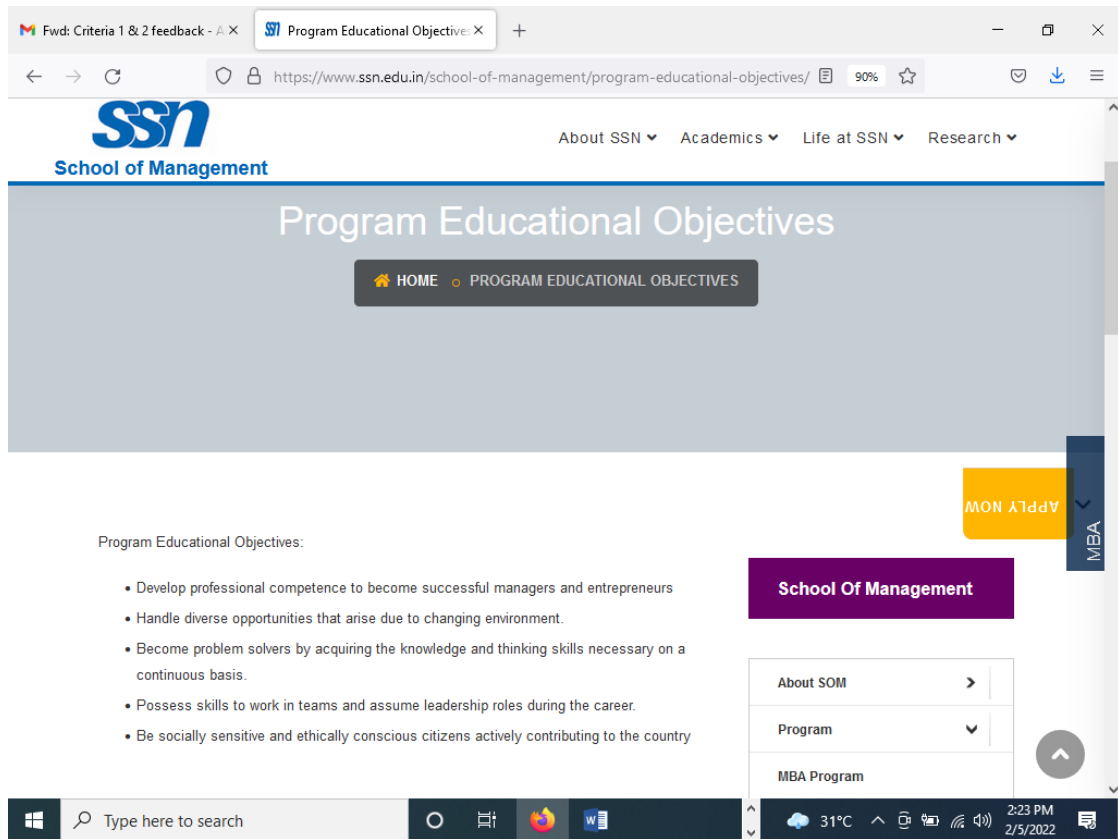 Fwd: Criteria 1 & 2 feedback - A
SSN Program Educational Objectives
https://www.ssn.edu.in/school-of-management/program-educational-objectives/ 90%
ssn
School of Management
About SSN Academics Life at SSN Research
Program Educational Objectives
HOME PROGRAM EDUCATIONAL OBJECTIVES
APPLY NOW
MBA
Program Educational Objectives:
• Develop professional competence to become successful managers and entrepreneurs
• Handle diverse opportunities that arise due to changing environment.
• Become problem solvers by acquiring the knowledge and thinking skills necessary on a
continuous basis.
• Possess skills to work in teams and assume leadership roles during the career.
• Be socially sensitive and ethically conscious citizens actively contributing to the country
School Of Management
About SOM
Program
MBA Program
Type here to search
W
31°C
2:23 PM
2/5/2022